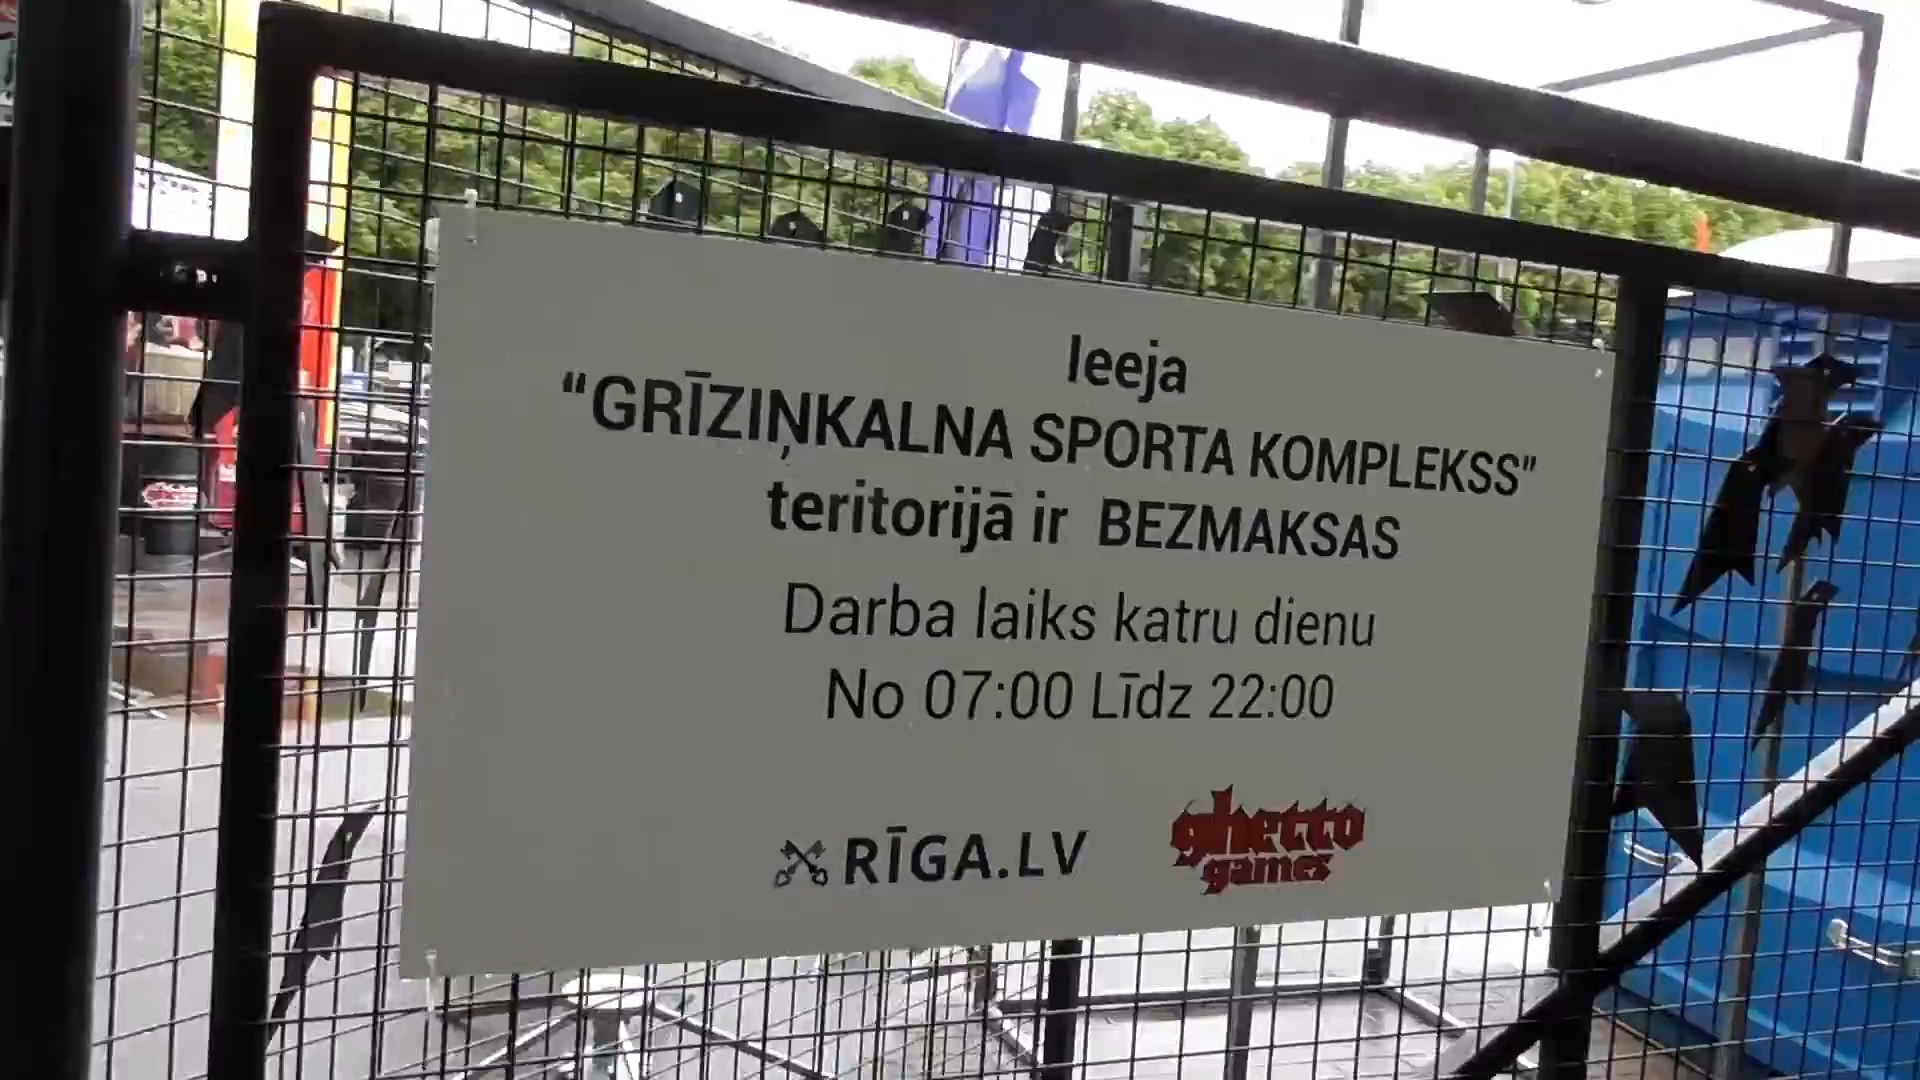 Ieeja
“GRĪZIŅKALNA SPORTA KOMPLEKSS”
teritorijā ir BEZMAKSAS
Darba laiks katru dienu
No 07:00 Līdz 22:00
RĪGA.LV
ghetto
games